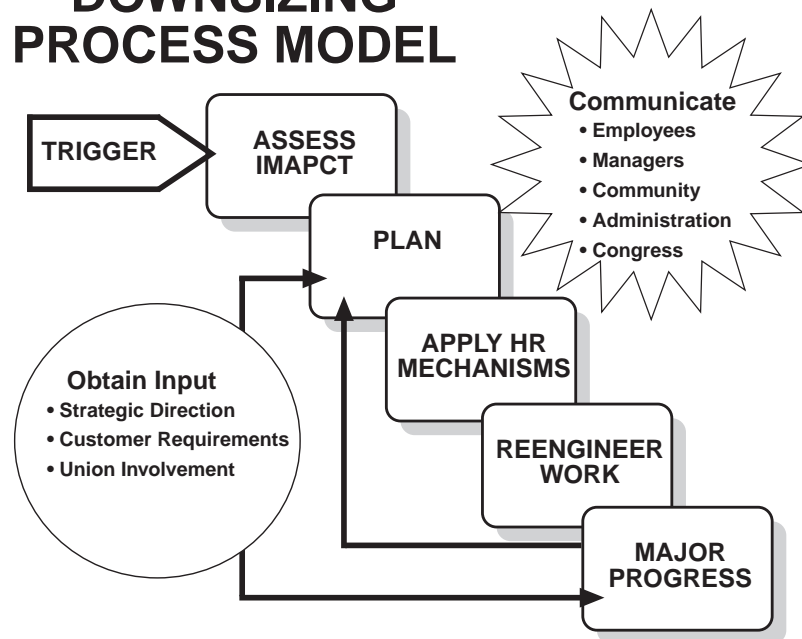 DOWNSIZING
PROCESS MODEL
TRIGGER
ASSESS
IMAPCT
Communicate
• Employees
• Managers
• Community
• Administration
• Congress
PLAN
APPLY HR
MECHANISMS
Obtain Input
• Strategic Direction
• Customer Requirements
• Union Involvement
REENGINEER
WORK
MAJOR
PROGRESS